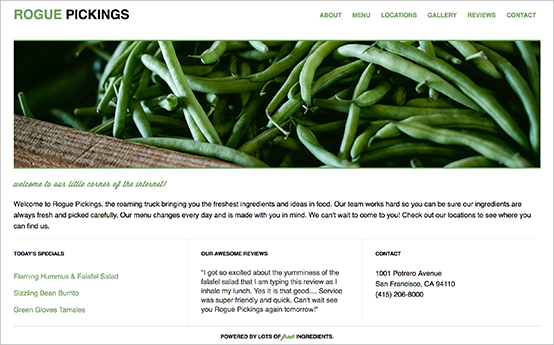 ROGUE PICKINGS
ABOUT MENU LOCATIONS GALLERY REVIEWS CONTACT
welcome to our little corner of the internet!
Welcome to Rogue Pickings, the roaming truck bringing you the freshest ingredients and ideas in food. Our team works hard so you can be sure our ingredients are
always fresh and picked carefully. Our menu changes every day and is made with you in mind. We can't wait to come to you! Check out our locations to see where you
can find us.
TODAY'S SPECIALS
Flaming Hummus & Falafel Salad
Sizzling Bean Burrito
Green Gloves Tamales
OUR AWESOME REVIEWS
"I got so excited about the yumminess of the
falafel salad that I am typing this review as I
inhale my lunch. Yes it is that good.... Service
was super friendly and quick. Can't wait see
you Rogue Pickings again tomorrow!"
CONTACT
1001 Potrero Avenue
San Francisco, CA 94110
(415) 206-8000
POWERED BY LOTS OF fresh INGREDIENTS.